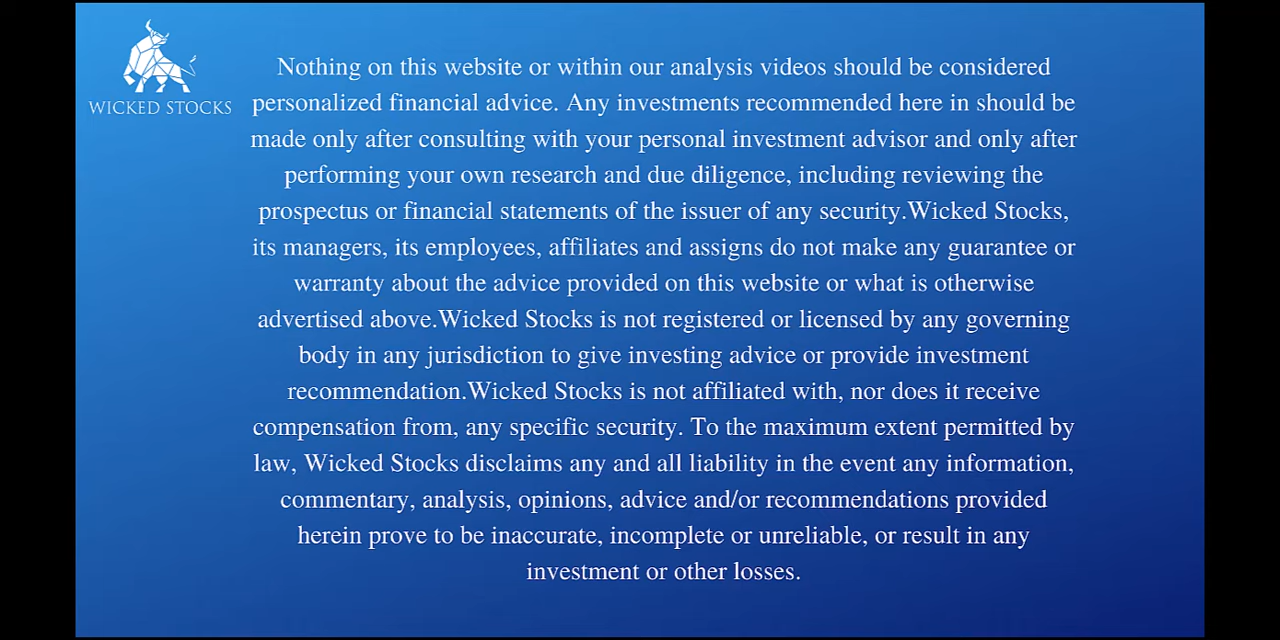 WICKED STOCKS
Nothing on this website or within our analysis videos should be considered
personalized financial advice. Any investments recommended here in should be
made only after consulting with your personal investment advisor and only after
performing your own research and due diligence, including reviewing the
prospectus or financial statements of the issuer of any security.Wicked Stocks,
its managers, its employees, affiliates and assigns do not make any guarantee or
warranty about the advice provided on this website or what is otherwise
advertised above.Wicked Stocks is not registered or licensed by any governing
body in any jurisdiction to give investing advice or provide investment
recommendation.Wicked Stocks is not affiliated with, nor does it receive
compensation from, any specific security. To the maximum extent permitted by
law, Wicked Stocks disclaims any and all liability in the event any information,
commentary, analysis, opinions, advice and/or recommendations provided
herein prove to be inaccurate, incomplete or unreliable, or result in any
investment or other losses.